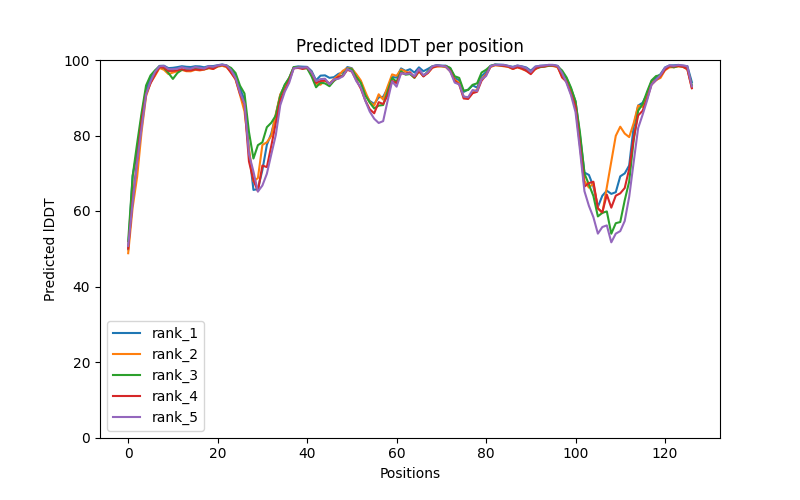 Predicted lDDT per position
100
80
60
40
20
0
Predicted lDDT
rank_1
rank_2
rank_3
rank_4
rank_5
0 20 40 60 80 100 120
Positions